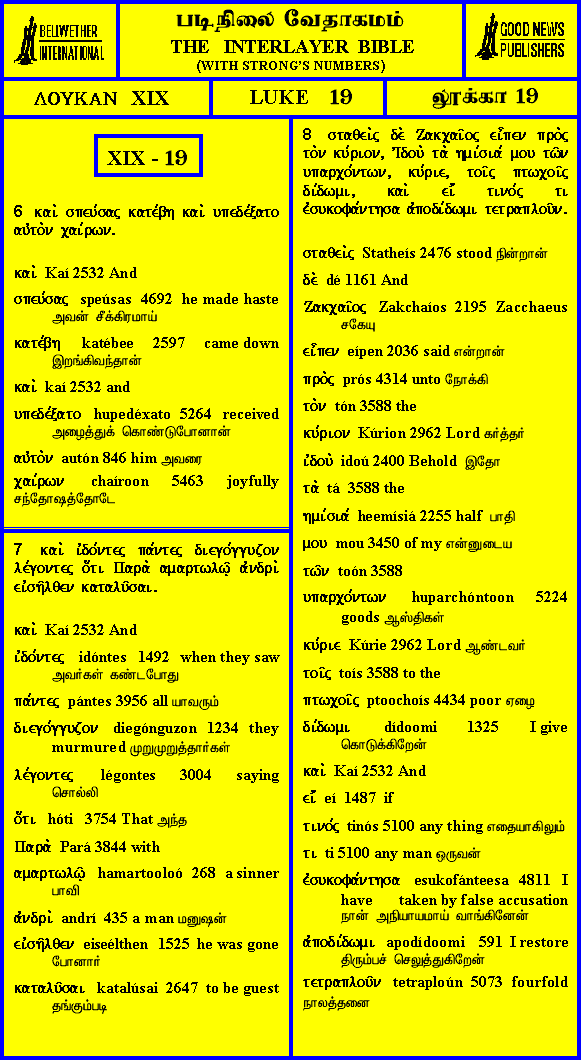 BELIWETHER
INTERNATIONAL
படிநிலை வேதாகமம்
THE INTERLAYER BIBLE
(WITH STRONG'S NUMBERS)
GOOD NEWS
PUBLISHERS
ΛΟΥΚΑΝ XIX
LUKE 19
லூக்கா 19
XIX - 19
6 καὶ σπεύσας κατέβη καὶ υπεδέξατο
αὐτὸν χαίρων.
καὶ Kaí 2532 And
σπεύσας speúsas 4692 he made haste
அவன் சீக்கிரமாய்
κατέβη katébee 2597 came down
இறங்கிவந்தான்
καὶ kaí 2532 and
υπεδέξατο hupedéxato 5264 received
அழைத்துக் கொண்டுபோனான்
αὐτὸν autón 846 him அவரை
χαίρων chaíroon 5463 joyfully
சந்தோஷத்தோடே
7 καὶ ἰδόντες πάντες διεγόγγυζον
λέγοντες ὅτι Παρὰ αμαρτωλῷ ἀνδρὶ
εἰσῆλθεν καταλῦσαι.
καὶ Kaí 2532 And
ἰδόντες idóntes 1492 when they saw
அவர்கள் கண்டபோது
πάντες pántes 3956 all யாவரும்
διεγόγγυζον diegónguzon 1234 they
murmured முறுமுறுத்தார்கள்
λέγοντες légontes 3004 saying
சொல்லி
ὅτι hóti 3754 That அந்த
Παρὰ Pará 3844 with
αμαρτωλῷ hamartooloó 268 a sinner
பாவி
ἀνδρὶ andrí 435 a man மனுஷன்
εἰσῆλθεν eiseélthen 1525 he was gone
போனார்
καταλῦσαι katalúsai 2647 to be guest
தங்கும்படி
8 σταθεὶς δὲ Ζακχαῖος εἶπεν πρὸς
τὸν κύριον, Ἰδοὺ τὰ ημίσιά μου τῶν
υπαρχόντων, κύριε, τοῖς πτωχοῖς
δίδωμι, καὶ εἴ τινός τι
ἐσυκοφάντησα ἀποδίδωμι τετραπλοῦν.
σταθεὶς Statheís 2476 stood நின்றான்
δὲ dé 1161 And
Ζακχαῖος Zakchaíos 2195 Zacchaeus
சகேயு
εἶπεν eípen 2036 said என்றான்
πρὸς prós 4314 unto நோக்கி
τὸν tón 3588 the
κύριον Kúrion 2962 Lord கர்த்தர்
ἰδοὺ idoú 2400 Behold இதோ
τὰ tá 3588 the
ημίσιά heemísiá 2255 half பாதி
μου mou 3450 of my என்னுடைய
τῶν toón 3588
υπαρχόντων huparchóntoon 5224
goods ஆஸ்திகள்
κύριε Kúrie 2962 Lord ஆண்டவர்
τοῖς toís 3588 to the
πτωχοῖς ptoochoís 4434 poor ஏழை
δίδωμι dídoomi 1325 I give
கொடுக்கிறேன்
καὶ Kaí 2532 And
εἴ eí 1487 if
τινός tinós 5100 any thing எதையாகிலும்
τι ti 5100 any man ஒருவன்
ἐσυκοφάντησα esukofánteesa 4811 I
have taken by false accusation
நான் அநியாயமாய் வாங்கினேன்
ἀποδίδωμι apodídoomi 591 I restore
திரும்பச் செலுத்துகிறேன்
τετραπλοῦν tetraploún 5073 fourfold
நாலத்தனை